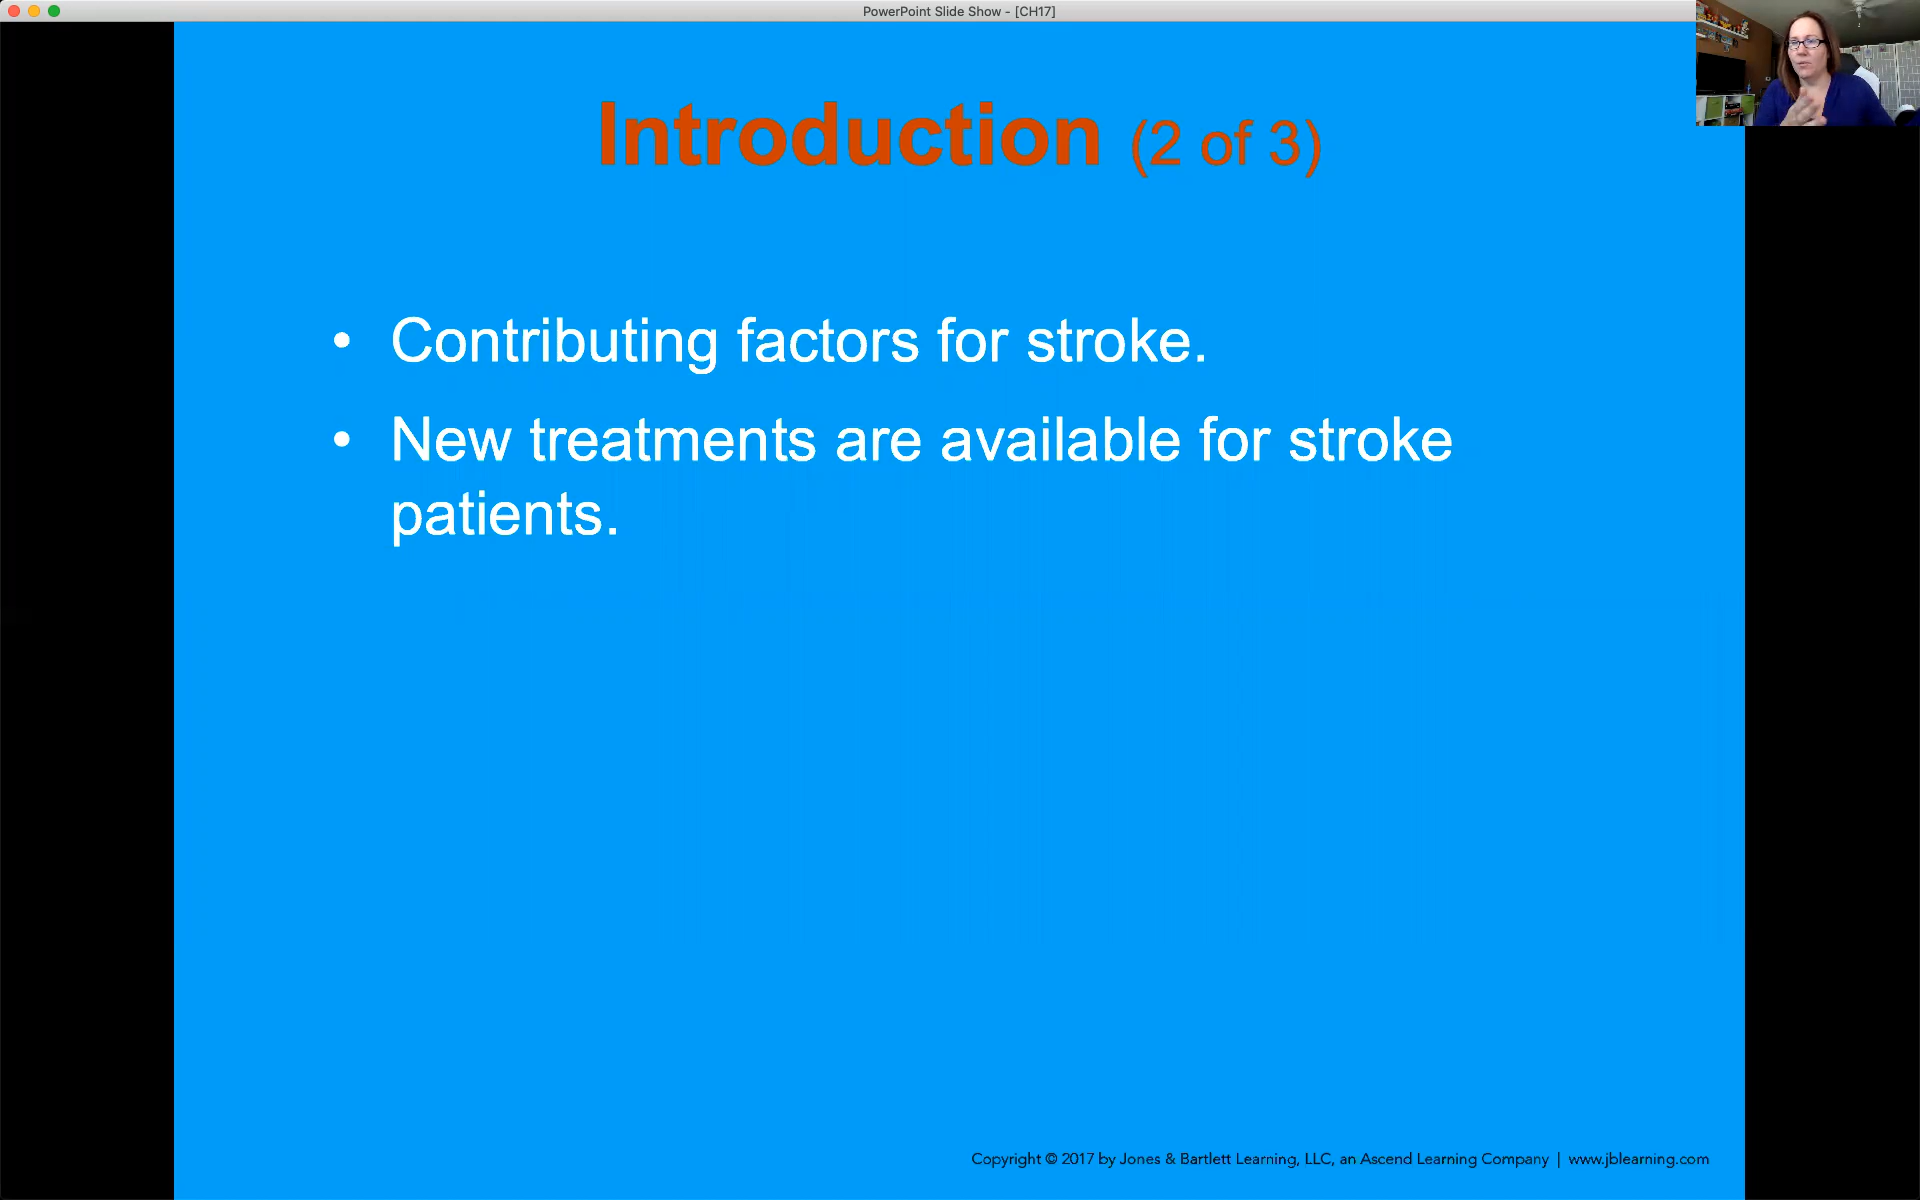 PowerPoint Slide Show - [CH17]
Introduction (2 of 3)
• Contributing factors for stroke.
• New treatments are available for stroke
patients.
Copyright © 2017 by Jones & Bartlett Learning, LLC, an Ascend Learning Company | www.jblearning.com